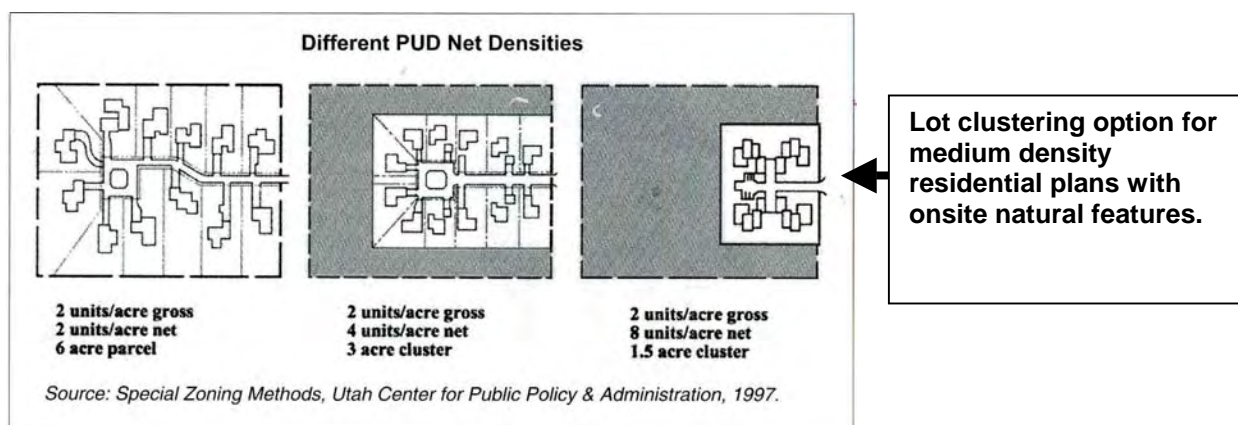 Different PUD Net Densities
2 units/acre gross
2 units/acre net
6 acre parcel
2 units/acre gross
4 units/acre net
3 acre cluster
2 units/acre gross
8 units/acre net
1.5 acre cluster
Source: Special Zoning Methods, Utah Center for Public Policy & Administration, 1997.
Lot clustering option for
medium density
residential plans with
onsite natural features.